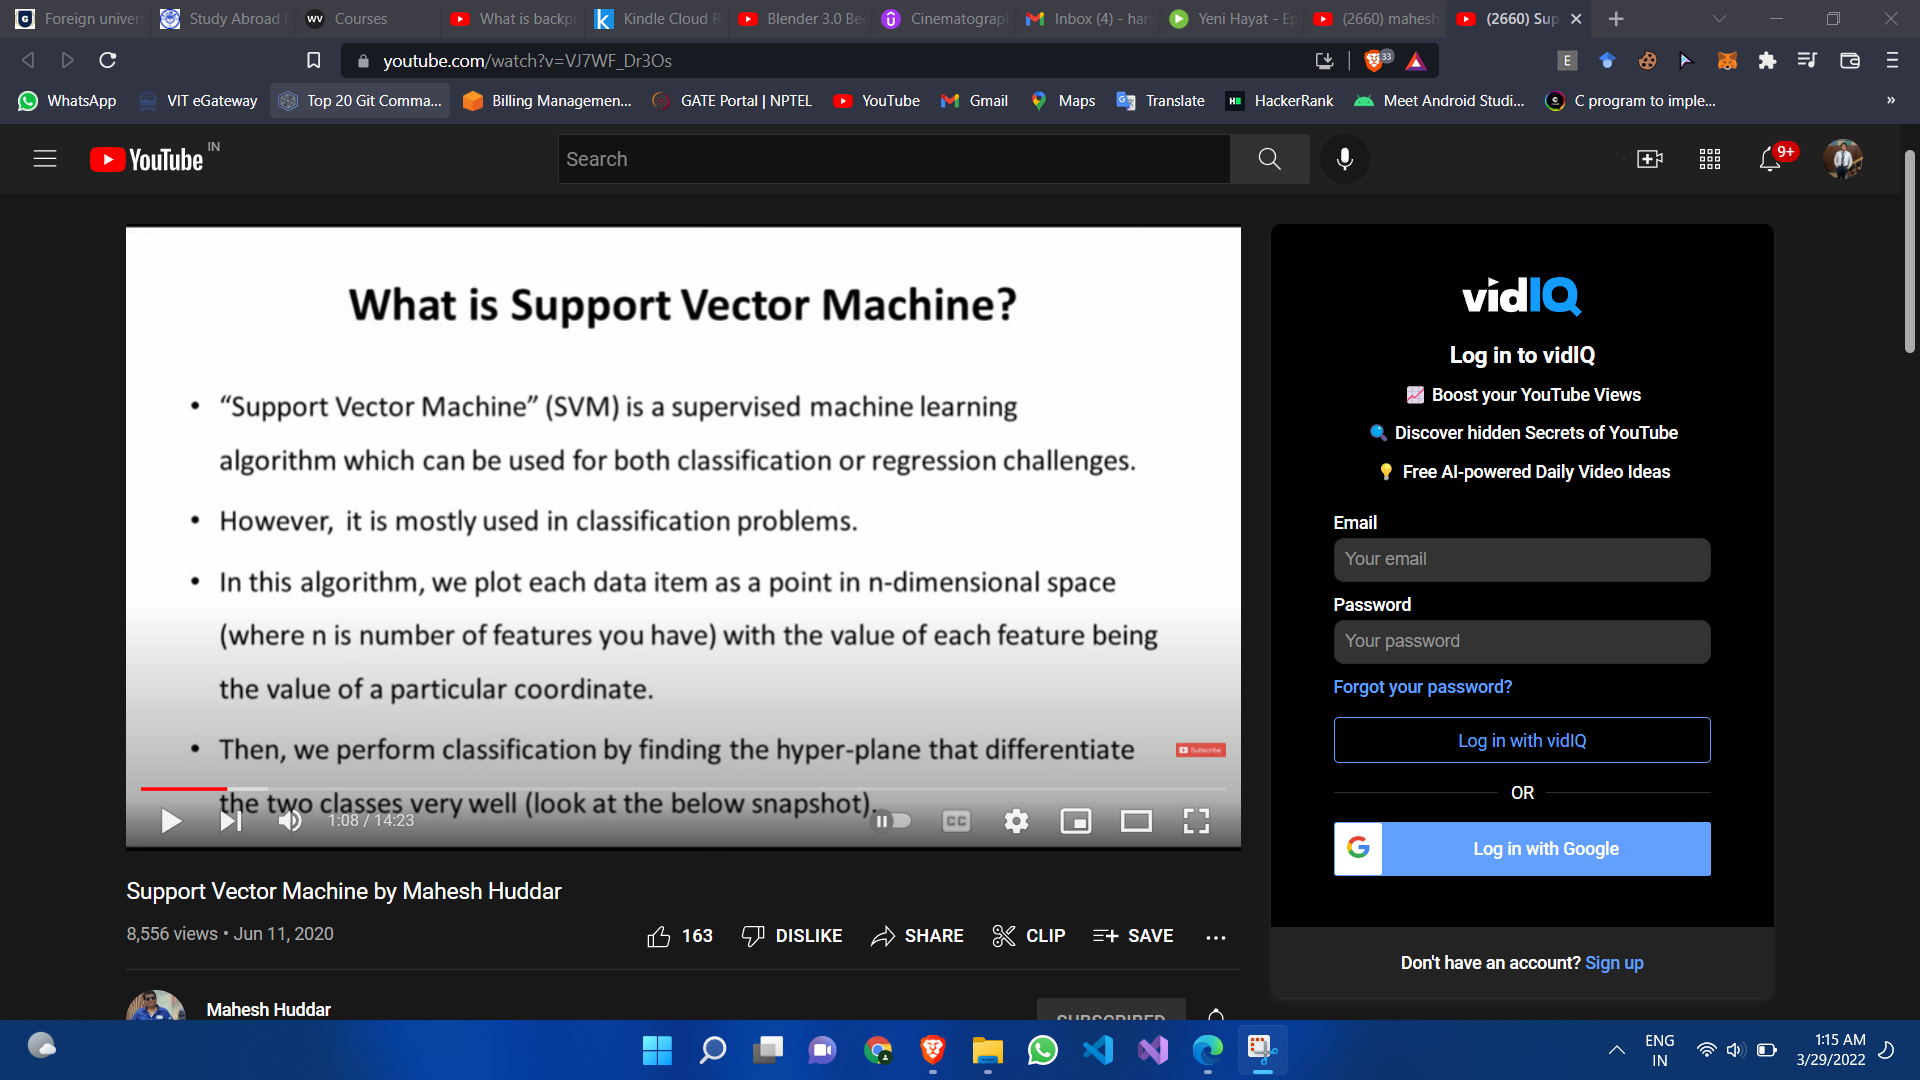 Foreign univer
Study Abroad C
Courses
What is backpr
Kindle Cloud R
Blender 3.0 Be
Cinematograp
Inbox (4) - har
Yeni Hayat - Ep
(2660) mahesh
(2660) Sup
youtube.com/watch?v=VJ7WF_Dr3Os
33
E
WhatsApp
VIT eGateway
Top 20 Git Comma...
Billing Managemen...
GATE Portal | NPTEL
YouTube
Gmail
Maps
Translate
HackerRank
Meet Android Studi...
C program to imple...
»
YouTube IN
Search
9+
What is Support Vector Machine?
• “Support Vector Machine” (SVM) is a supervised machine learning
algorithm which can be used for both classification or regression challenges.
• However, it is mostly used in classification problems.
• In this algorithm, we plot each data item as a point in n-dimensional space
(where n is number of features you have) with the value of each feature being
the value of a particular coordinate.
• Then, we perform classification by finding the hyper-plane that differentiate
the two classes very well (look at the below snapshot).
Subscribe
1:08 / 14:23
CC
Support Vector Machine by Mahesh Huddar
8,556 views • Jun 11, 2020
163
DISLIKE
SHARE
CLIP
SAVE
Mahesh Huddar
SUBSCRIBED
vidIQ
Log in to vidIQ
Boost your YouTube Views
Discover hidden Secrets of YouTube
Free AI-powered Daily Video Ideas
Email
Your email
Password
Your password
Forgot your password?
Log in with vidIQ
OR
Log in with Google
Don't have an account? Sign up
ENG
IN
1:15 AM
3/29/2022